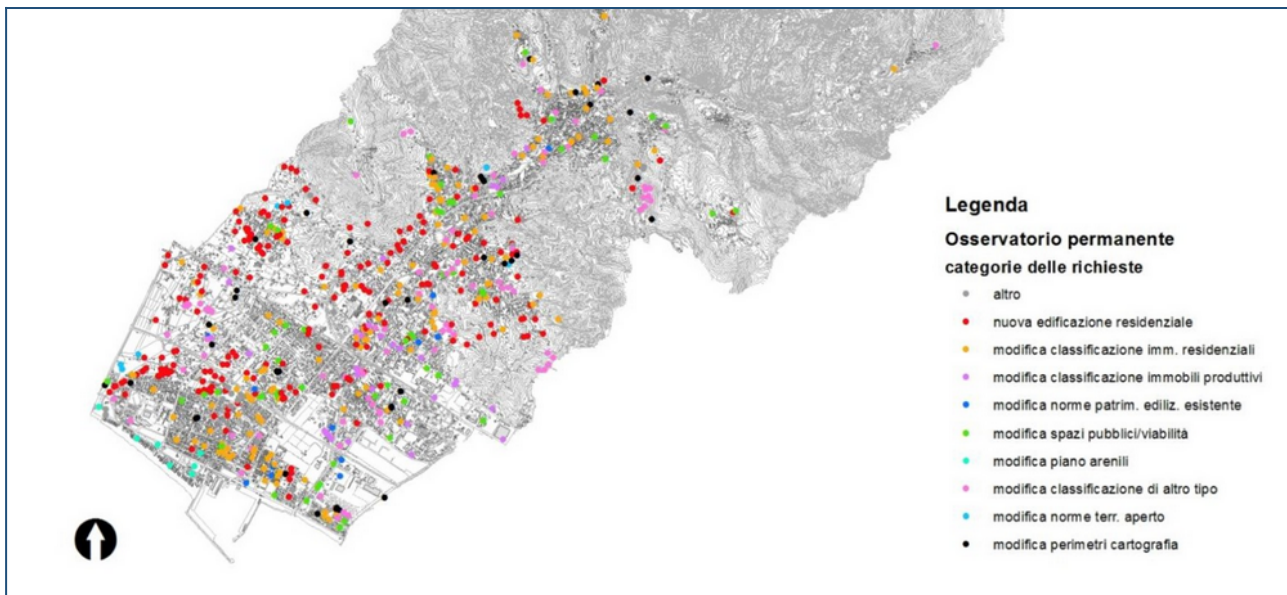 Legenda
Osservatorio permanente
categorie delle richieste
altro
nuova edificazione residenziale
modifica classificazione imm. residenziali
modifica classificazione immobili produttivi
modifica norme patrim. ediliz. esistente
modifica spazi pubblici/viabilità
modifica piano arenili
modifica classificazione di altro tipo
modifica norme terr. aperto
modifica perimetri cartografia